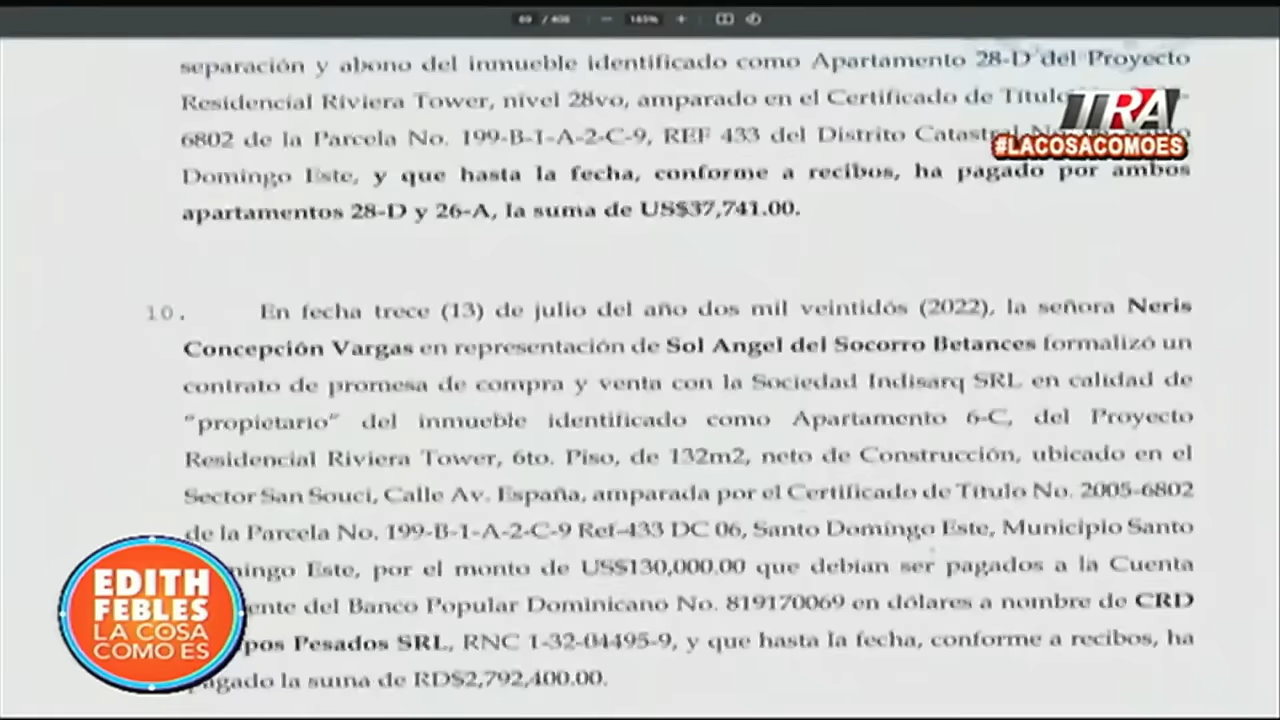 69 / 408 — 165% +
separación y abono del inmueble identificado como Apartamento 28-D del Proyecto
Residencial Riviera Tower, nivel 28vo, amparado en el Certificado de Título
6802 de la Parcela No. 199-B-1-A-2-C-9, REF 433 del Distrito Catastral
Domingo Este, y que hasta la fecha, conforme a recibos, ha pagado por ambos
apartamentos 28-D y 26-A, la suma de US$37,741.00.
TRA
#LACOSACOMOES
10. En fecha trece (13) de julio del año dos mil veintidós (2022), la señora Neris
Concepción Vargas en representación de Sol Angel del Socorro Betances formalizó un
contrato de promesa de compra y venta con la Sociedad Indisarq SRL en calidad de
"propietario" del inmueble identificado como Apartamento 6-C, del Proyecto
Residencial Riviera Tower, 6to. Piso, de 132m2, neto de Construcción, ubicado en el
Sector San Souci, Calle Av. España, amparada por el Certificado de Título No. 2005-6802
de la Parcela No. 199-B-1-A-2-C-9 Ref-433 DC 06, Santo Domingo Este, Municipio Santo
mingo Este, por el monto de US$130,000.00 que debían ser pagados a la Cuenta
ente del Banco Popular Dominicano No. 819170069 en dólares a nombre de CRD
pos Pesados SRL, RNC 1-32-04495-9, y que hasta la fecha, conforme a recibos, ha
pagado la suma de RD$2,792,400.00.
EDITH
FEBLES
LA COSA
COMO ES